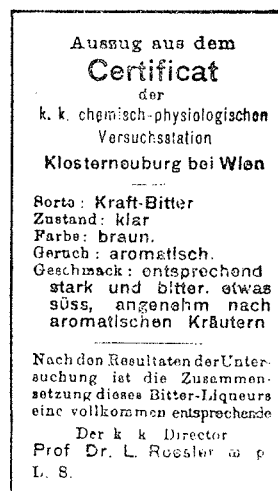 Auszug aus dem
Certificat
der
k. k. chemisch-physiologischen
Versuchsstation
Klosterneuburg bei Wien
Sorte: Kraft-Bitter
Zustand: klar
Farbe: braun.
Geruch: aromatisch.
Geschmack: entsprechend
stark und bitter. etwas
süss, angenehm nach
aromatischen Kräutern
Nach den Resultaten der Unter-
suchung ist die Zusammen-
setzung dieses Bitter-Liqueurs
eine vollkommen entsprechende
Der k k Director
Prof Dr. L. Roesler m p
L. S.